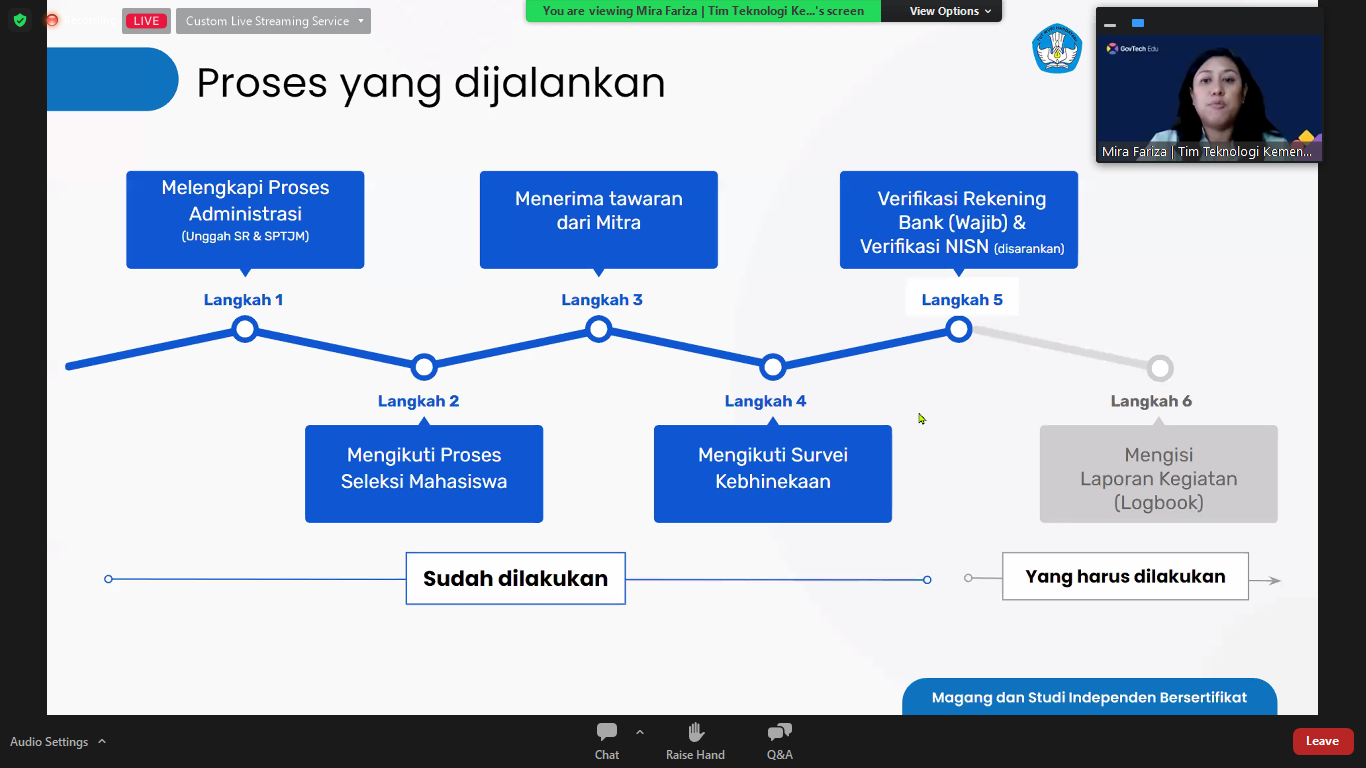 LIVE
Custom Live Streaming Service
You are viewing Mira Fariza | Tim Teknologi Ke...'s screen
View Options
GovTech Edu
Mira Fariza | Tim Teknologi Kemen...
Proses yang dijalankan
Melengkapi Proses
Administrasi
(Unggah SR & SPTJM)
Langkah 1
Menerima tawaran
dari Mitra
Langkah 3
Verifikasi Rekening
Bank (Wajib) &
Verifikasi NISN (disarankan)
Langkah 5
Langkah 2
Mengikuti Proses
Seleksi Mahasiswa
Langkah 4
Mengikuti Survei
Kebhinekaan
Langkah 6
Mengisi
Laporan Kegiatan
(Logbook)
Sudah dilakukan
Yang harus dilakukan
Magang dan Studi Independen Bersertifikat
Audio Settings
Chat
Raise Hand
Q&A
Leave